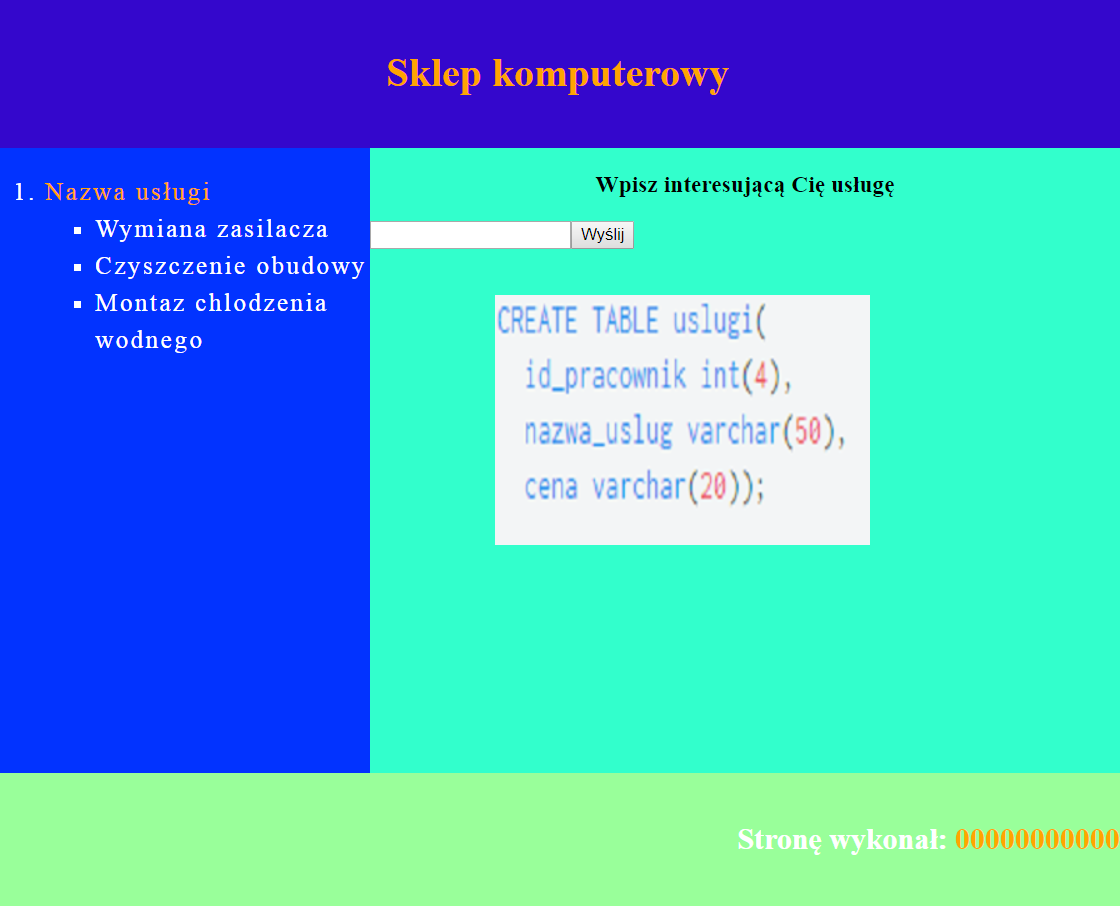 Sklep komputerowy
1. Nazwa usługi
Wymiana zasilacza
Czyszczenie obudowy
Montaz chlodzenia
wodnego
Wpisz interesującą Cię usługę
Wyślij
CREATE TABLE uslugi(
id_pracownik int(4),
nazwa_uslug varchar(50),
cena varchar(20));
Stronę wykonał: 00000000000